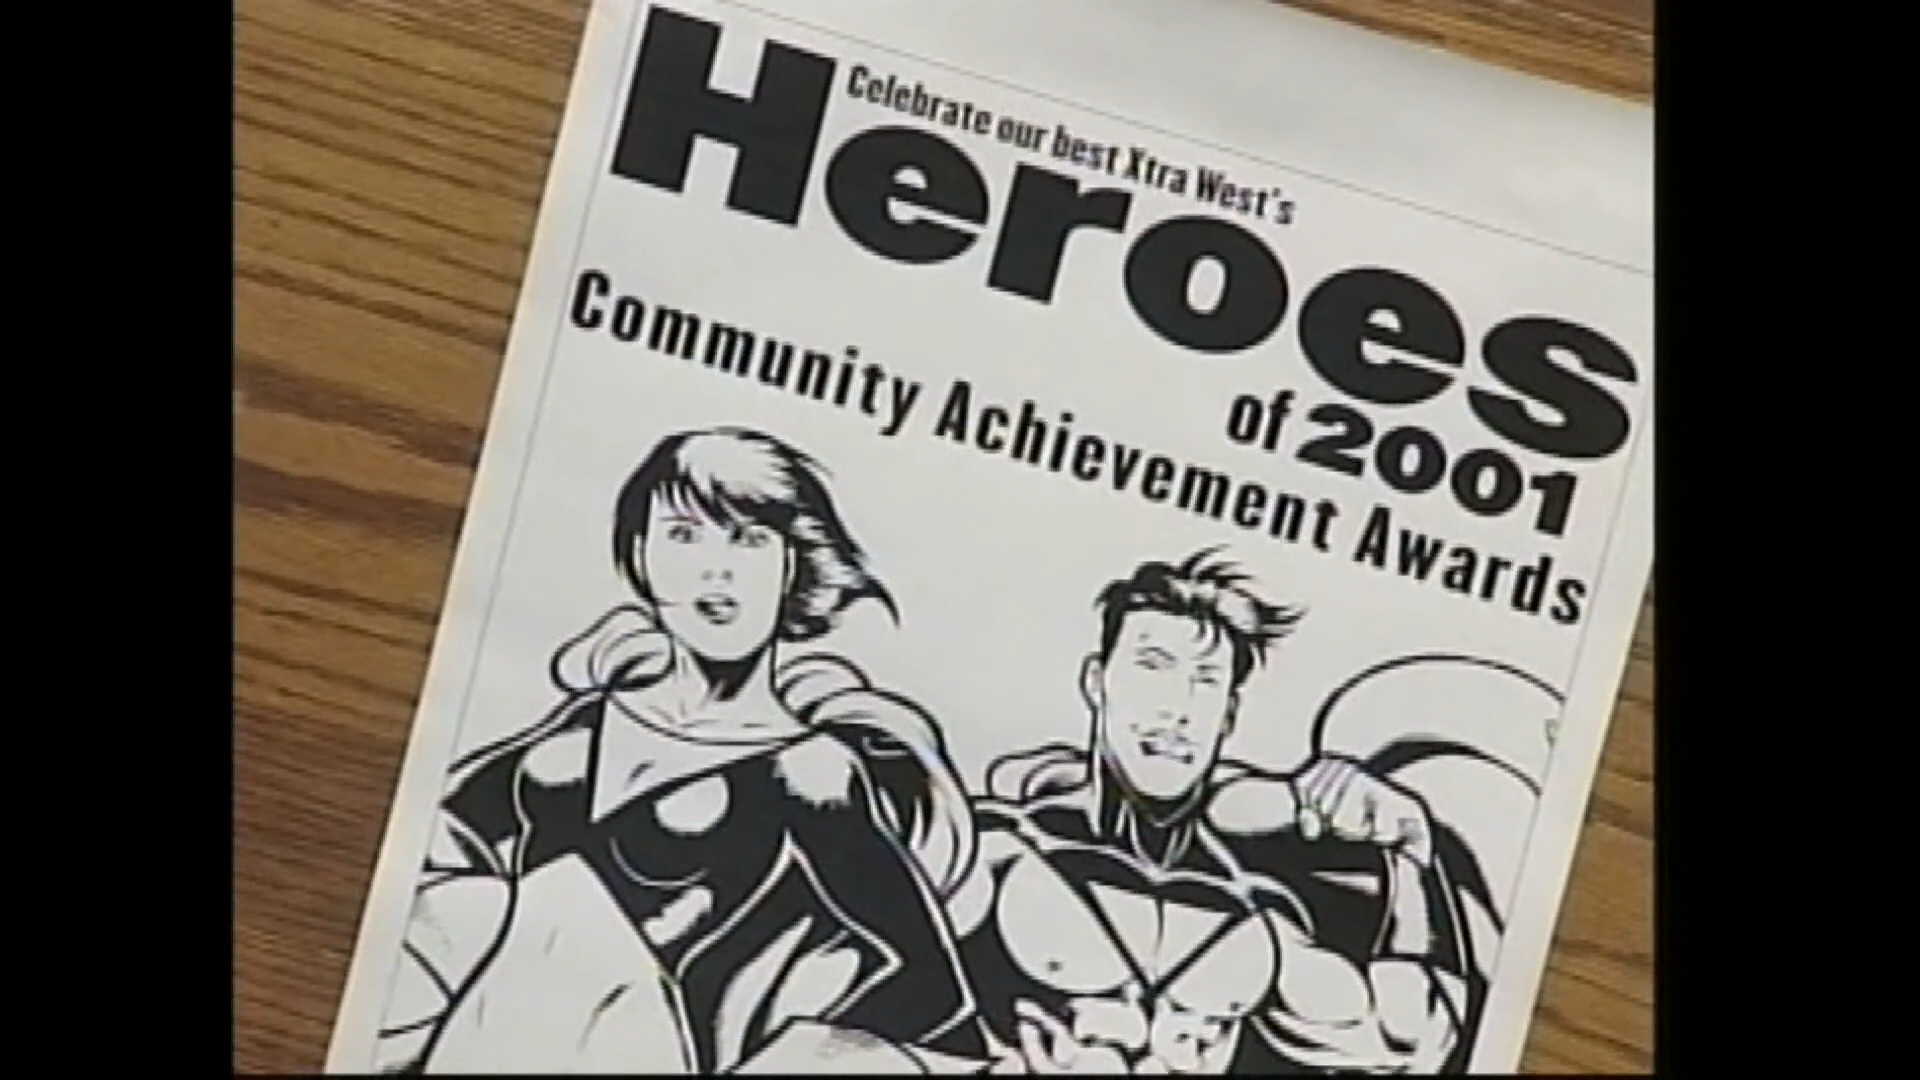 Celebrate our best Xtra West's
Heroes
of 2001
Community Achievement Awards